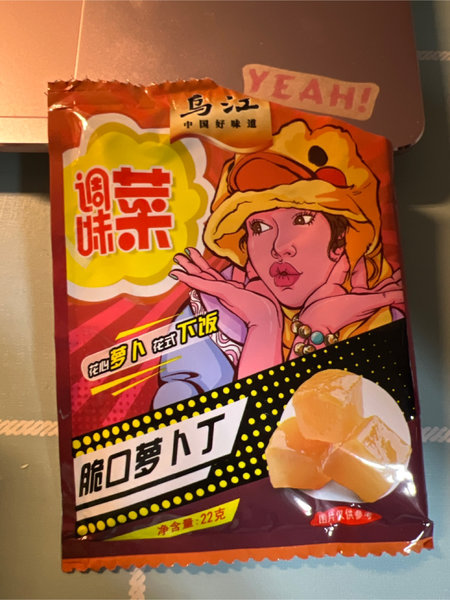 YEAH!
乌江
中国好味道
调味菜
花心萝卜 花式下饭
脆口萝卜丁
净含量:22克
图片仅供参考